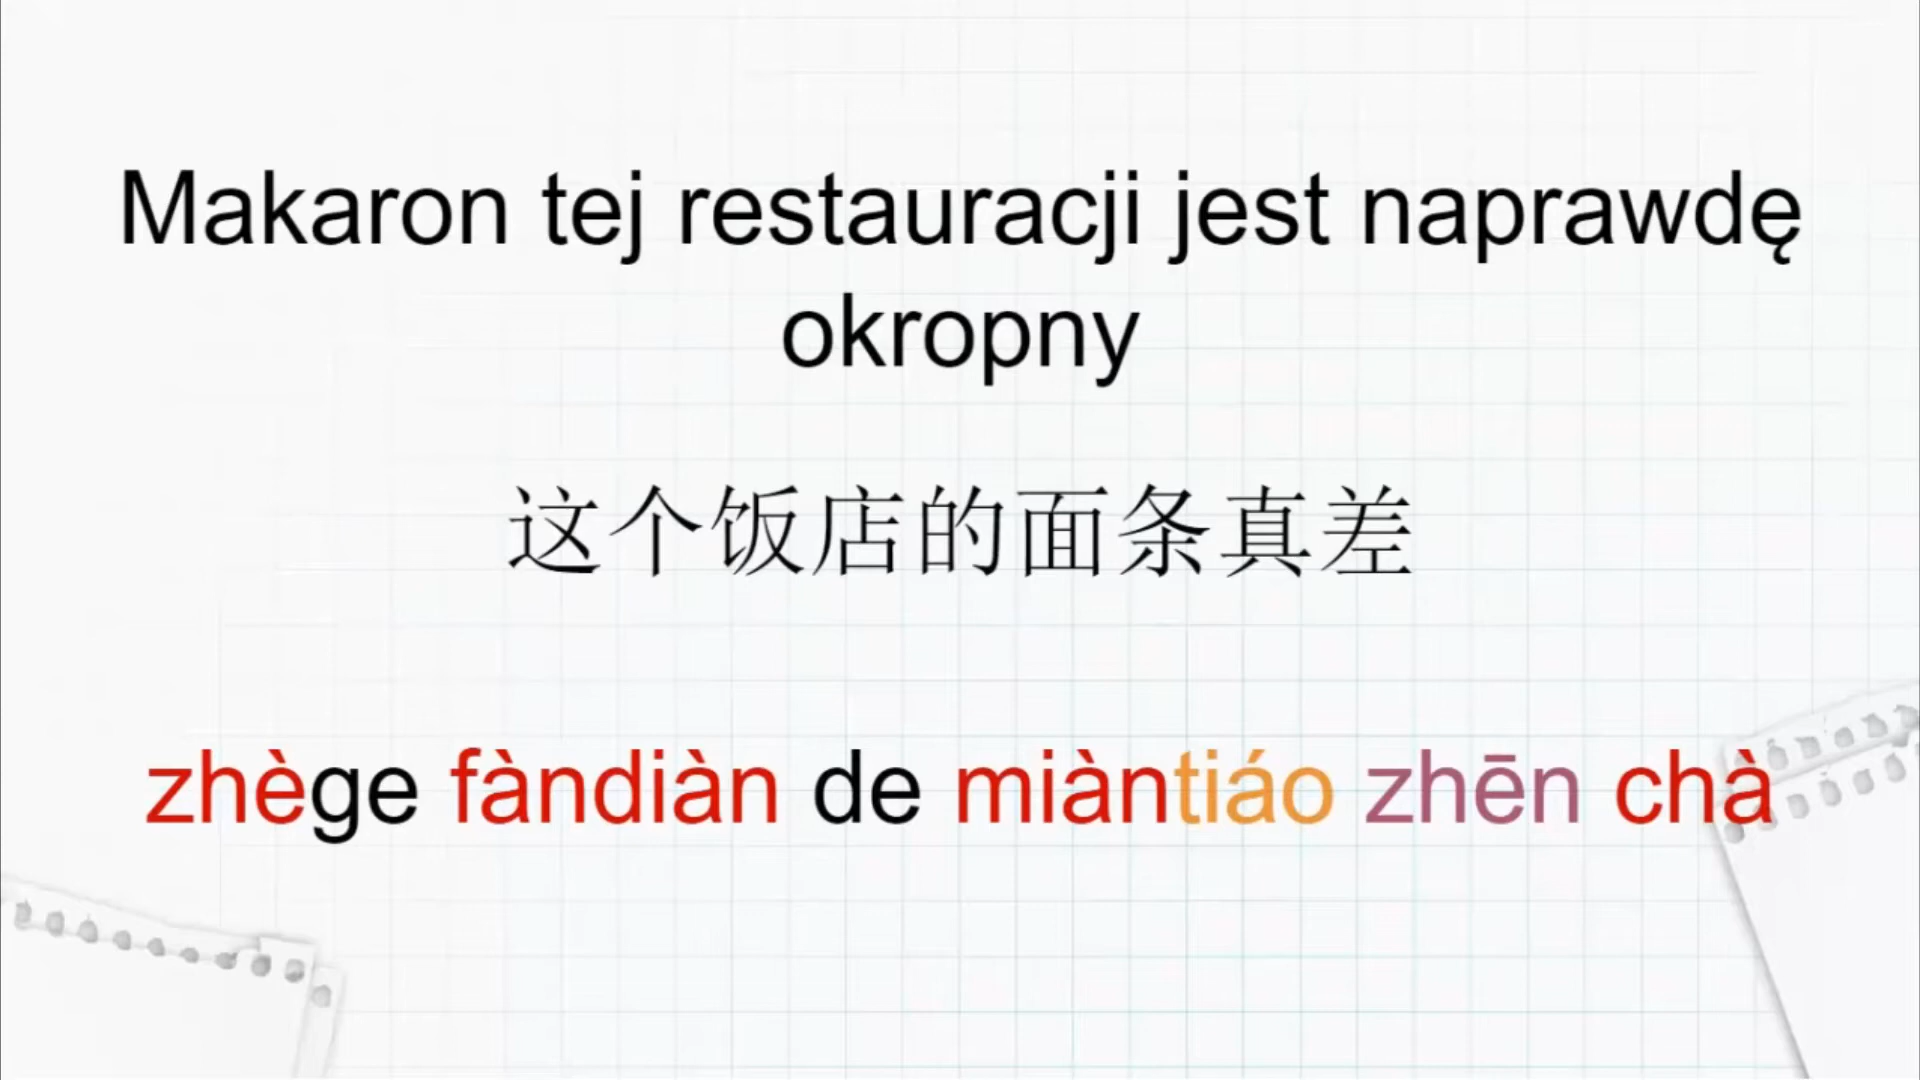 Makaron tej restauracji jest naprawdę
okropny
这个饭店的面条真差
zhège fàndiàn de miàntiáo zhēn chà